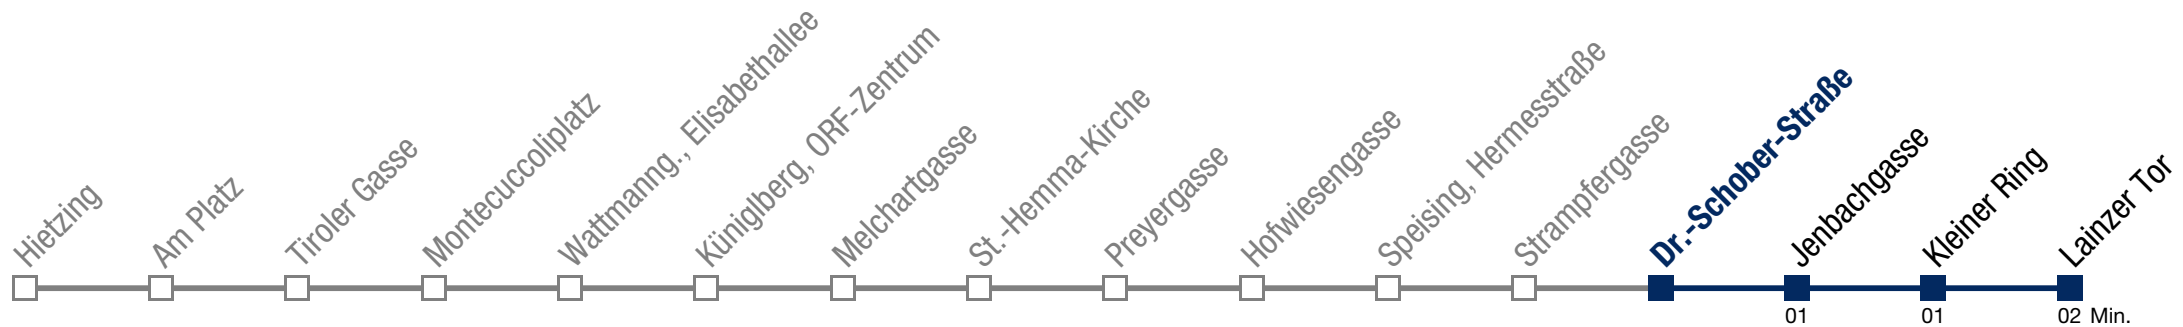 Hietzing
Am Platz
Tiroler Gasse
Montecuccoliplatz
Wattmanng., Elisabethallee
Küniglberg, ORF-Zentrum
Melchartgasse
St.-Hemma-Kirche
Preyergasse
Hofwiesengasse
Speising, Hermesstraße
Strampfergasse
Dr.-Schober-Straße
Jenbachgasse
Kleiner Ring
Lainzer Tor
01 01 02 Min.